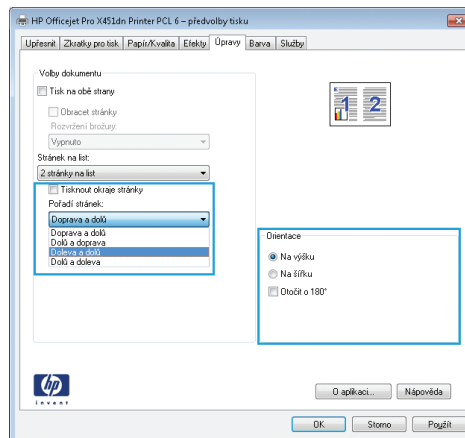 HP Officejet Pro X451dn Printer PCL 6 – předvolby tisku
Upřesnit Zkratky pro tisk Papír/Kvalita Efekty Úpravy Barva Služby
Volby dokumentu
Tisk na obě strany
Obracet stránky
Rozvržení brožury:
Vypnuto
Stránek na list:
2 stránky na list
Tisknout okraje stránky
Pořadí stránek:
Doprava a dolů
Doprava a dolů
Dolů a doprava
Doleva a dolů
Dolů a doleva
1 2
Orientace
Na výšku
Na šířku
Otočit o 180°
hp
invent
O aplikaci... Nápověda
OK Storno Použít